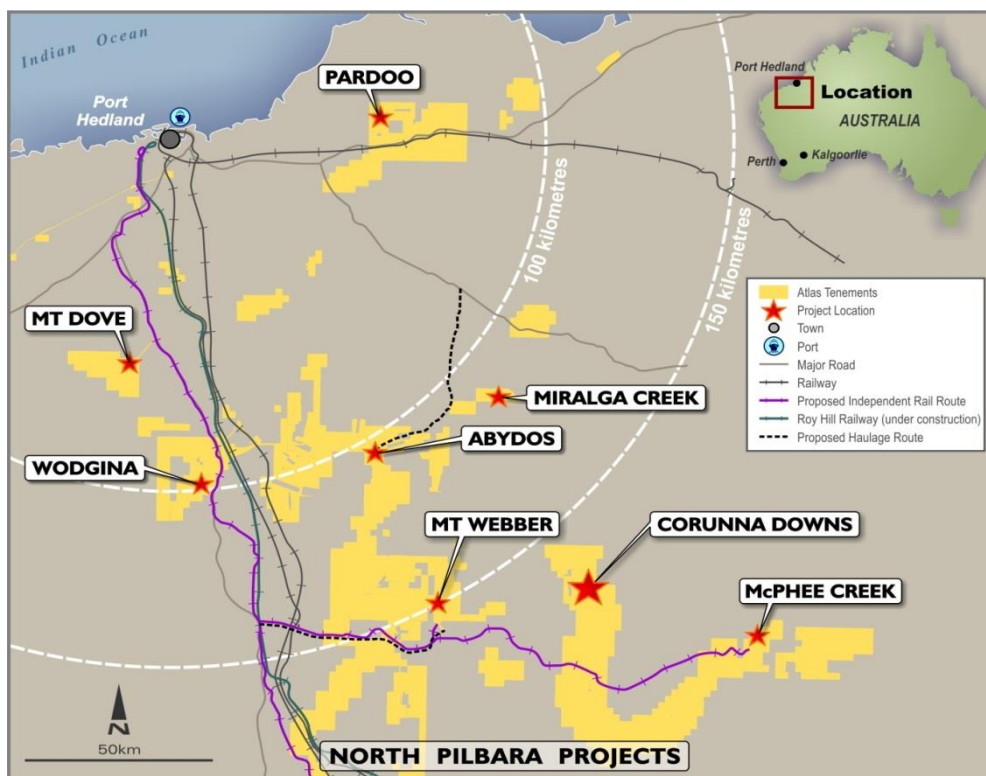 Indian Ocean
PARDOO
Port
Hedland
Port Hedland
Location
AUSTRALIA
Perth
Kalgoorlie
100 kilometres
150 kilometres
MT DOVE
MIRALGA CREEK
ABYDOS
WODGINA
MT WEBBER
CORUNNA DOWNS
McPHEE CREEK
Atlas Tenements
Project Location
Town
Port
Major Road
Railway
Proposed Independent Rail Route
Roy Hill Railway (under construction)
Proposed Haulage Route
N
50km
NORTH PILBARA PROJECTS